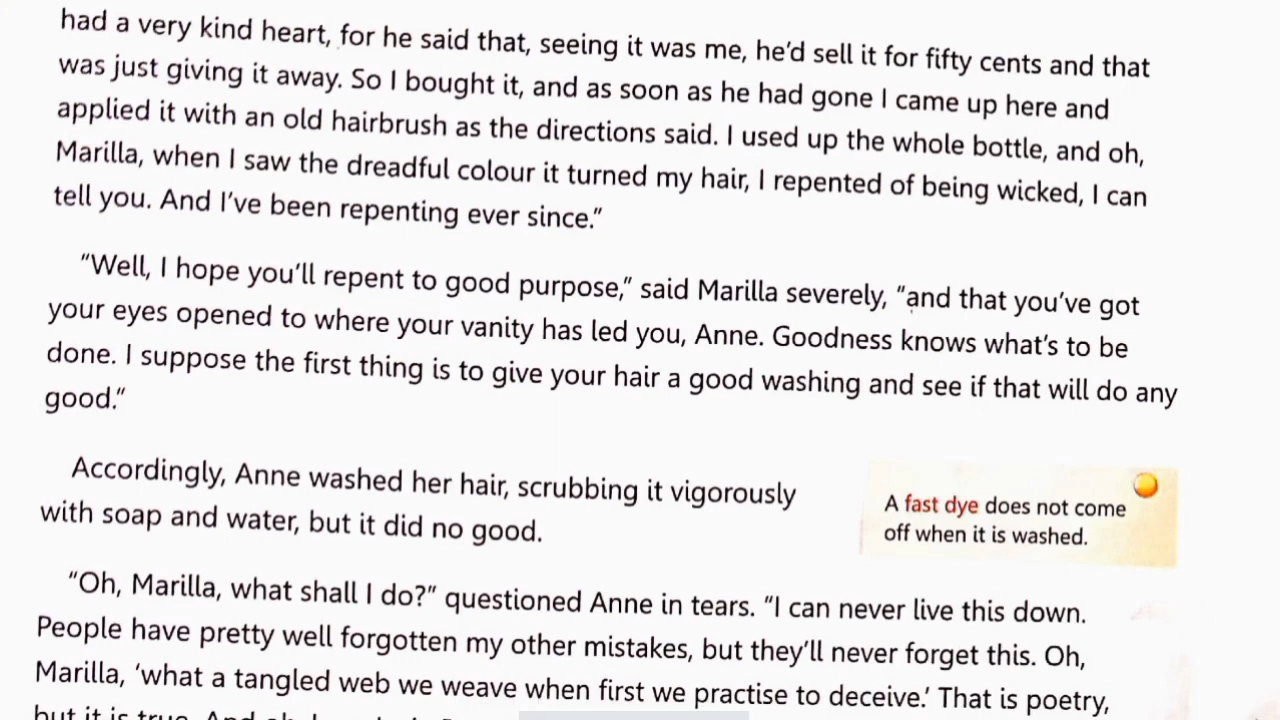 had a very kind heart, for he said that, seeing it was me, he'd sell it for fifty cents and that
was just giving it away. So I bought it, and as soon as he had gone I came up here and
applied it with an old hairbrush as the directions said. I used up the whole bottle, and oh,
Marilla, when I saw the dreadful colour it turned my hair, I repented of being wicked, I can
tell you. And I've been repenting ever since."
"Well, I hope you'll repent to good purpose," said Marilla severely, "and that you've got
your eyes opened to where your vanity has led you, Anne. Goodness knows what's to be
done. I suppose the first thing is to give your hair a good washing and see if that will do any
good."
Accordingly, Anne washed her hair, scrubbing it vigorously
with soap and water, but it did no good.
A fast dye does not come
off when it is washed.
"Oh, Marilla, what shall I do?" questioned Anne in tears. "I can never live this down.
People have pretty well forgotten my other mistakes, but they'll never forget this. Oh,
Marilla, 'what a tangled web we weave when first we practise to deceive.' That is poetry,
but it is true. And